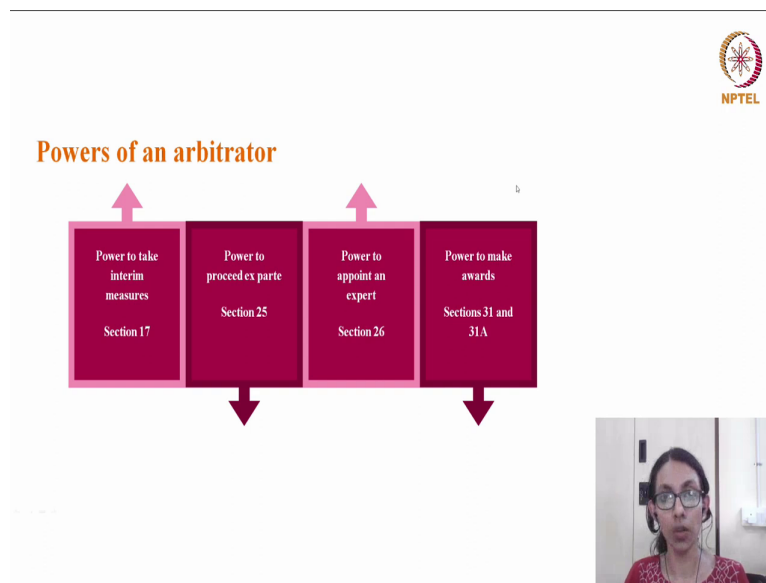 NPTEL
Powers of an arbitrator
Power to take
interim
measures
Section 17
Power to
proceed ex parte
Section 25
Power to
appoint an
expert
Section 26
Power to make
awards
Sections 31 and
31A